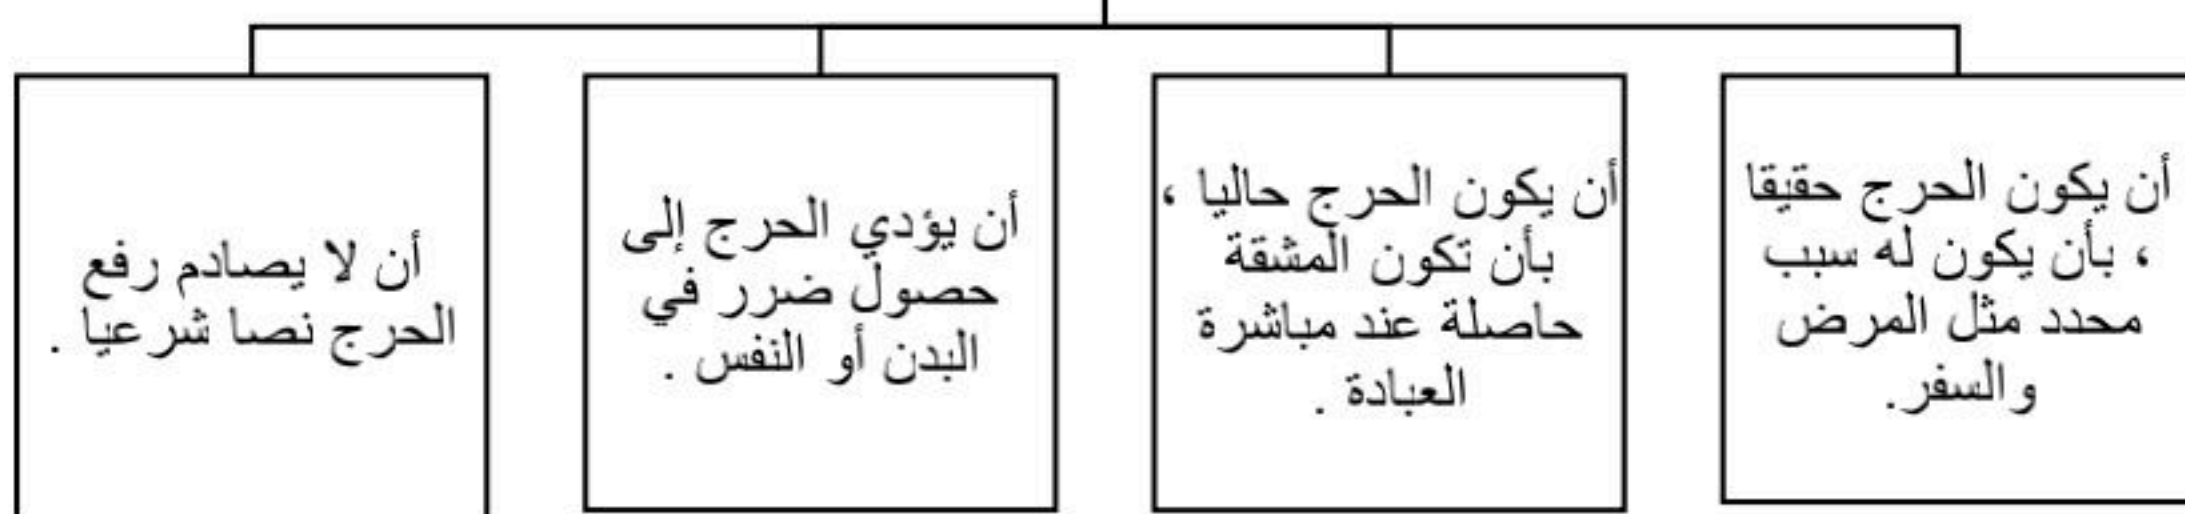 أن يكون الحرج حقيقا
، بأن يكون له سبب
محدد مثل المرض
والسفر.
أن يكون الحرج حاليا ،
بأن تكون المشقة
حاصلة عند مباشرة
العبادة .
أن يؤدي الحرج إلى
حصول ضرر في
البدن أو النفس .
أن لا يصادم رفع
الحرج نصا شرعيا .